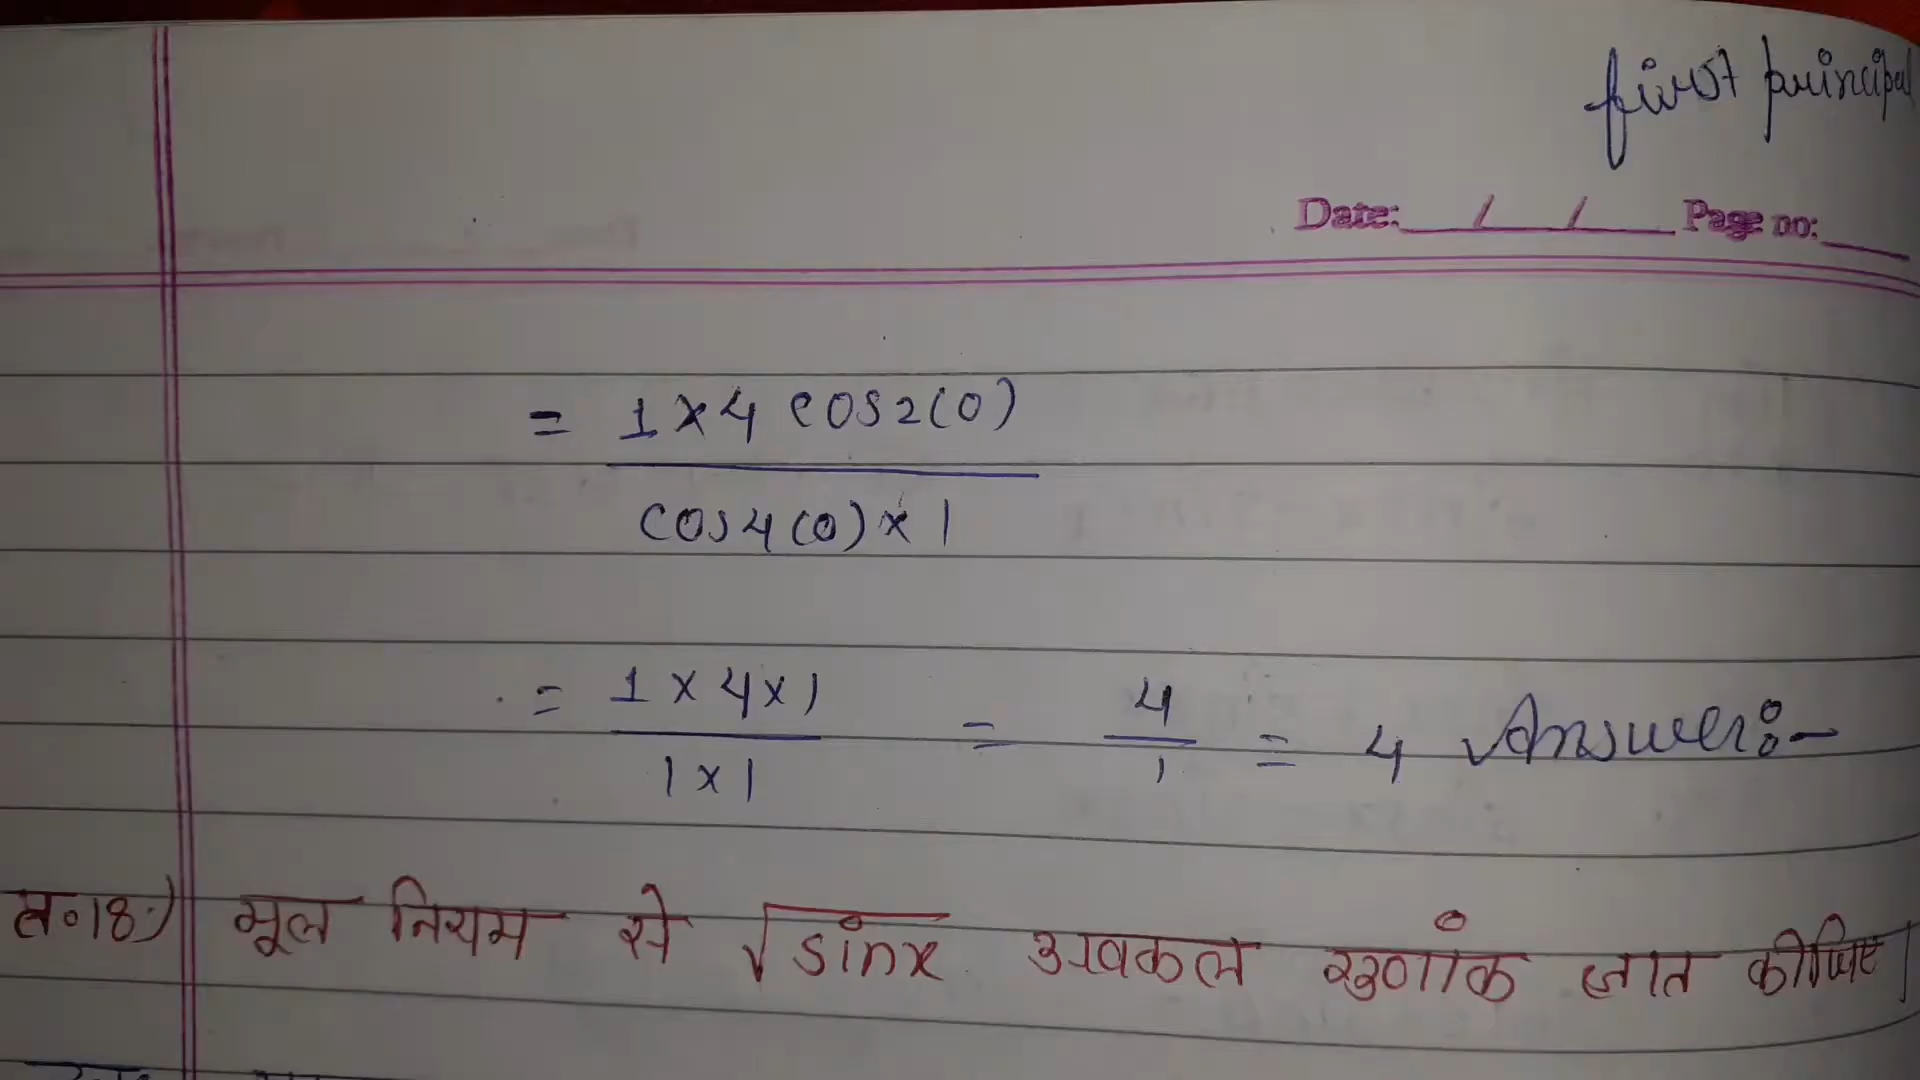 first principal
Date: / / Page no:
= 1 x 4 cos2(0)
cos4(0) x 1
= 1 x 4 x 1 = 4 = 4 Answer:-
1 x 1 1
स०18:) मूल नियम से √sinx अवकल गुणांक ज्ञात कीजिए।